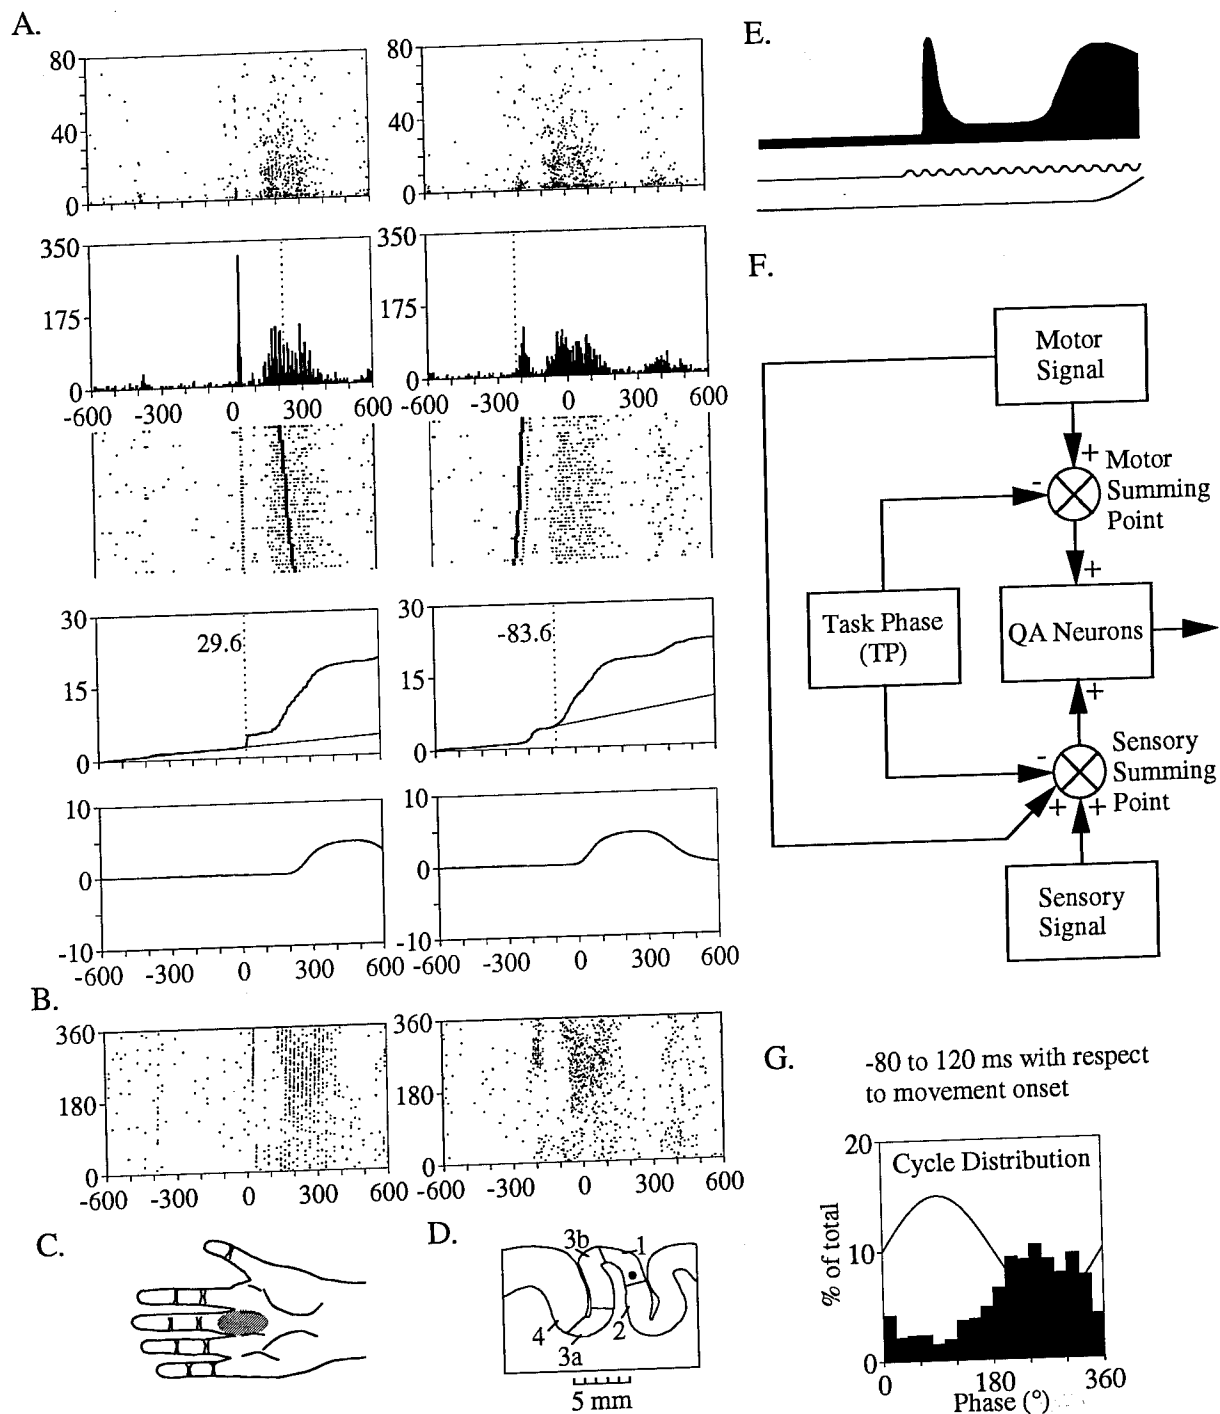 A.
80
40
0
80
40
0
350
175
0
-600 -300 0 300 600
350
175
0
-600 -300 0 300 600
30
15
0
29.6
30
15
0
-83.6
10
0
-10
-600 -300 0 300 600
10
0
-10
-600 -300 0 300 600
B.
360
180
0
-600 -300 0 300 600
360
180
0
-600 -300 0 300 600
C.
D.
3b
1
4
3a
2
5 mm
E.
F.
Motor
Signal
+
Motor
Summing
Point
-
+
Task Phase
(TP)
QA Neurons
+
-
Sensory
Summing
Point
+ +
Sensory
Signal
G.
-80 to 120 ms with respect
to movement onset
Cycle Distribution
% of total
20
10
0
0 180 360
Phase (°)